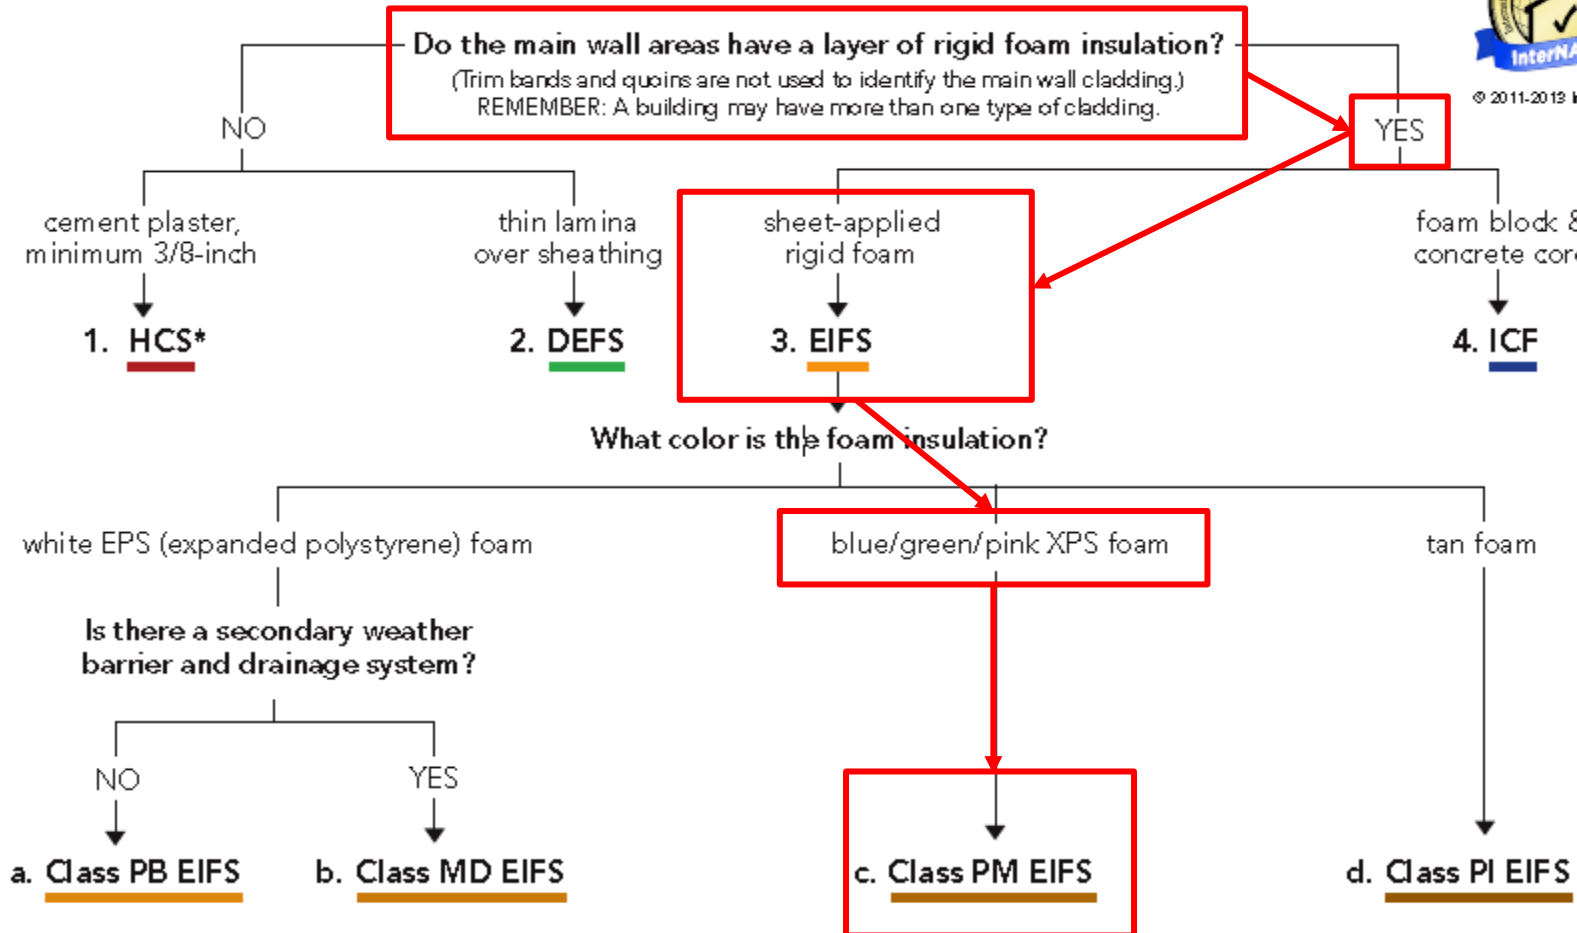 Do the main wall areas have a layer of rigid foam insulation?
(Trim bands and quoins are not used to identify the main wall cladding.)
REMEMBER: A building may have more than one type of cladding.
InterNA
© 2011-2013
NO
YES
cement plaster,
minimum 3/8-inch
thin lamina
over sheathing
sheet-applied
rigid foam
foam block &
concrete cor
1. HCS*
2. DEFS
3. EIFS
4. ICF
What color is the foam insulation?
white EPS (expanded polystyrene) foam
blue/green/pink XPS foam
tan foam
Is there a secondary weather
barrier and drainage system?
NO
YES
a. Class PB EIFS
b. Class MD EIFS
c. Class PM EIFS
d. Class PI EIFS